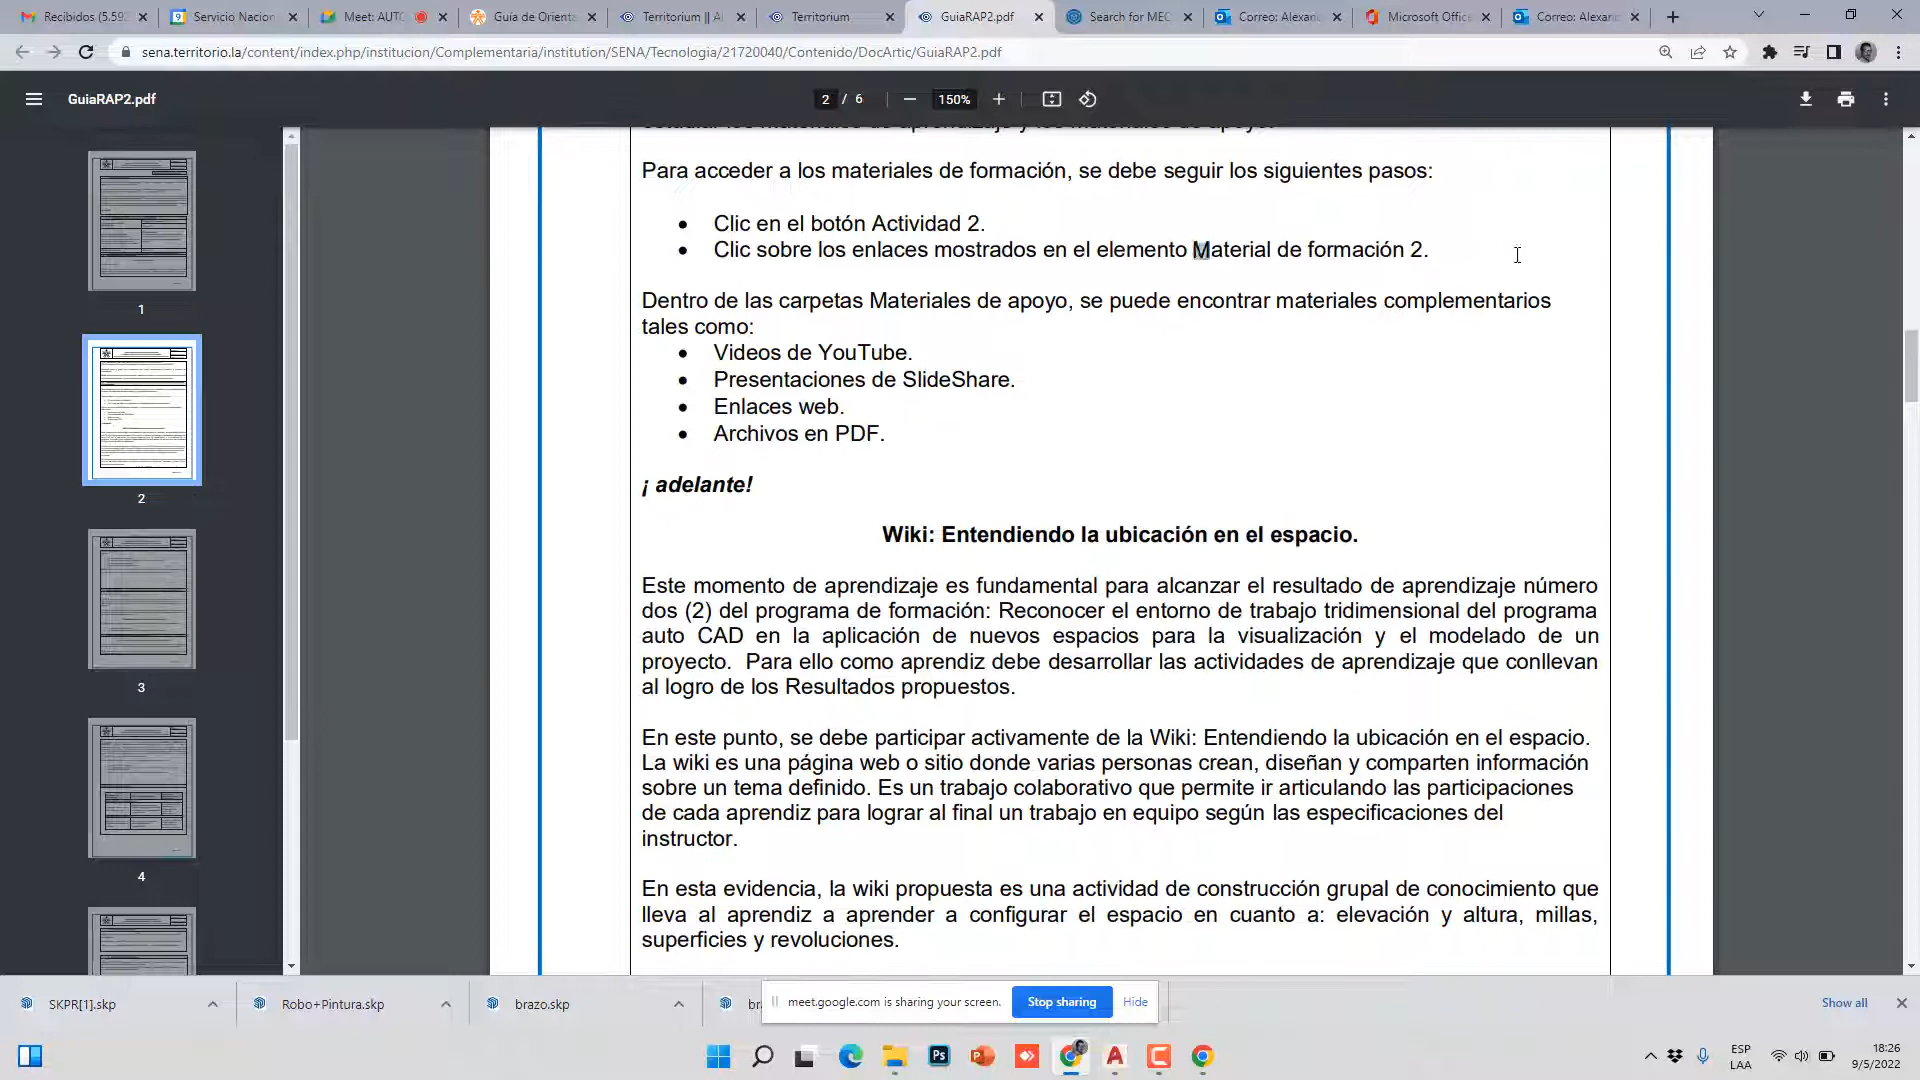 Recibidos (5.592
Servicio Nacion
Meet: AUTO
Guía de Orienta
Territorium || A
Territorium
GuiaRAP2.pdf
Search for MEC
Correo: Alexan
Microsoft Offic
Correo: Alexan
sena.territorio.la/content/index.php/institucion/Complementaria/institution/SENA/Tecnologia/21720040/Contenido/DocArtic/GuiaRAP2.pdf
GuiaRAP2.pdf
2 / 6
150%
estudiar los materiales de aprendizaje y los materiales de apoyo.
Para acceder a los materiales de formación, se debe seguir los siguientes pasos:
• Clic en el botón Actividad 2.
• Clic sobre los enlaces mostrados en el elemento Material de formación 2.
Dentro de las carpetas Materiales de apoyo, se puede encontrar materiales complementarios
tales como:
• Videos de YouTube.
• Presentaciones de SlideShare.
• Enlaces web.
• Archivos en PDF.
¡ adelante!
Wiki: Entendiendo la ubicación en el espacio.
Este momento de aprendizaje es fundamental para alcanzar el resultado de aprendizaje número
dos (2) del programa de formación: Reconocer el entorno de trabajo tridimensional del programa
auto CAD en la aplicación de nuevos espacios para la visualización y el modelado de un
proyecto. Para ello como aprendiz debe desarrollar las actividades de aprendizaje que conllevan
al logro de los Resultados propuestos.
En este punto, se debe participar activamente de la Wiki: Entendiendo la ubicación en el espacio.
La wiki es una página web o sitio donde varias personas crean, diseñan y comparten información
sobre un tema definido. Es un trabajo colaborativo que permite ir articulando las participaciones
de cada aprendiz para lograr al final un trabajo en equipo según las especificaciones del
instructor.
En esta evidencia, la wiki propuesta es una actividad de construcción grupal de conocimiento que
lleva al aprendiz a aprender a configurar el espacio en cuanto a: elevación y altura, millas,
superficies y revoluciones.
1
2
3
4
SKPR[1].skp
Robo+Pintura.skp
brazo.skp
bra
meet.google.com is sharing your screen.
Stop sharing
Hide
Show all
ESP
LAA
18:26
9/5/2022